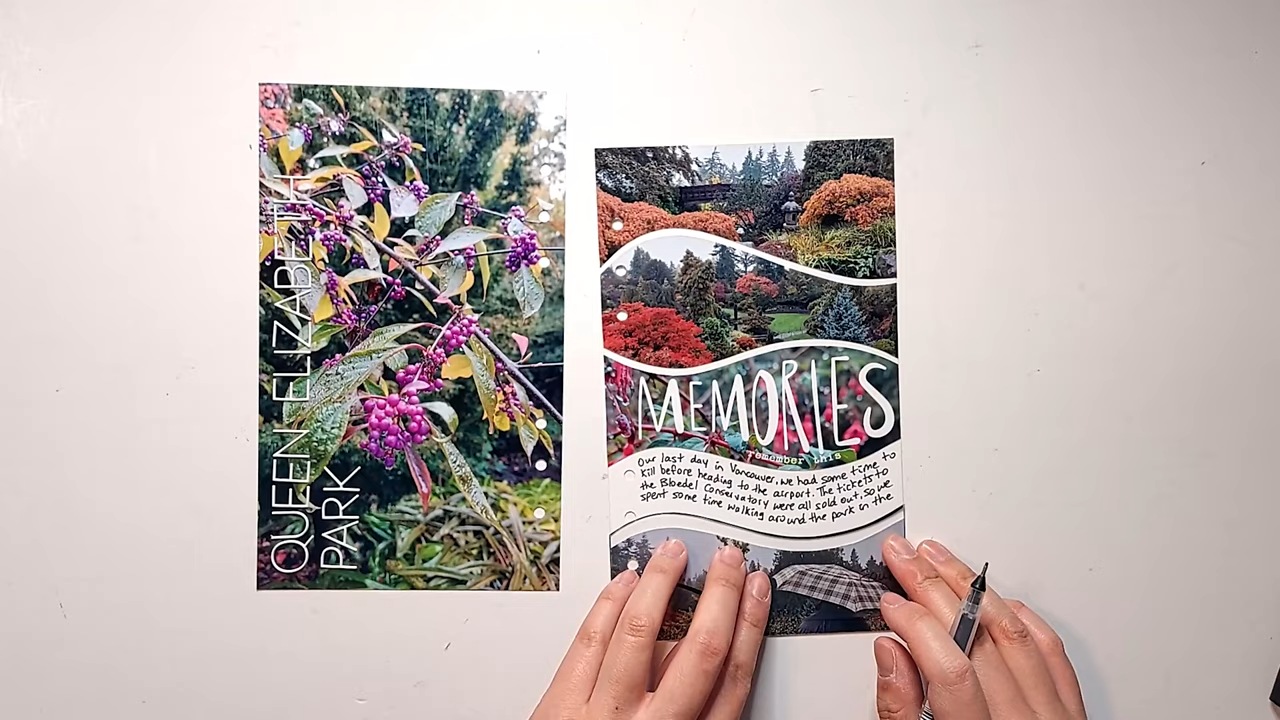 QUEEN ELIZABETH
PARK
MEMORIES
remember this
Our last day in Vancouver, we had some time to
kill before heading to the airport. The tickets to
the Bloedel Conservatory were all sold out, so we
spent some time walking around the park in the